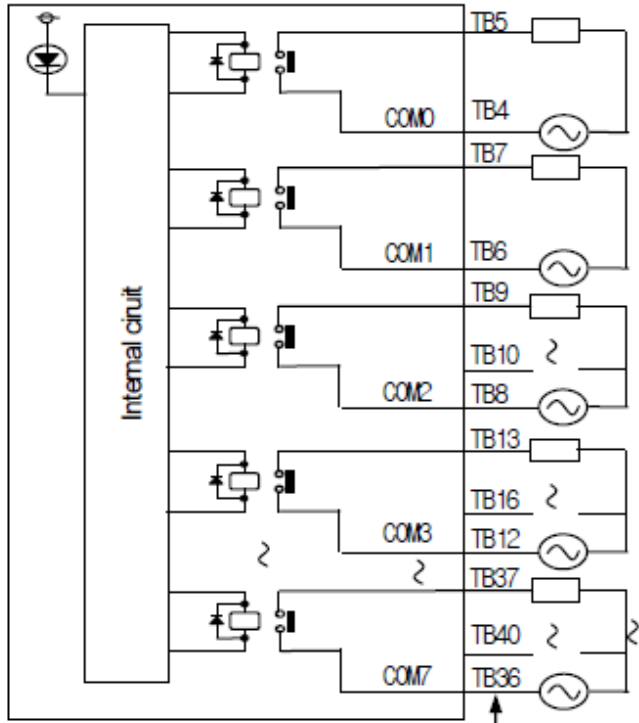 TB5
COM0 TB4
TB7
COM1 TB6
TB9
TB10
COM2 TB8
Internal ciruit
TB13
TB16
COM3 TB12
TB37
TB40
COM7 TB36